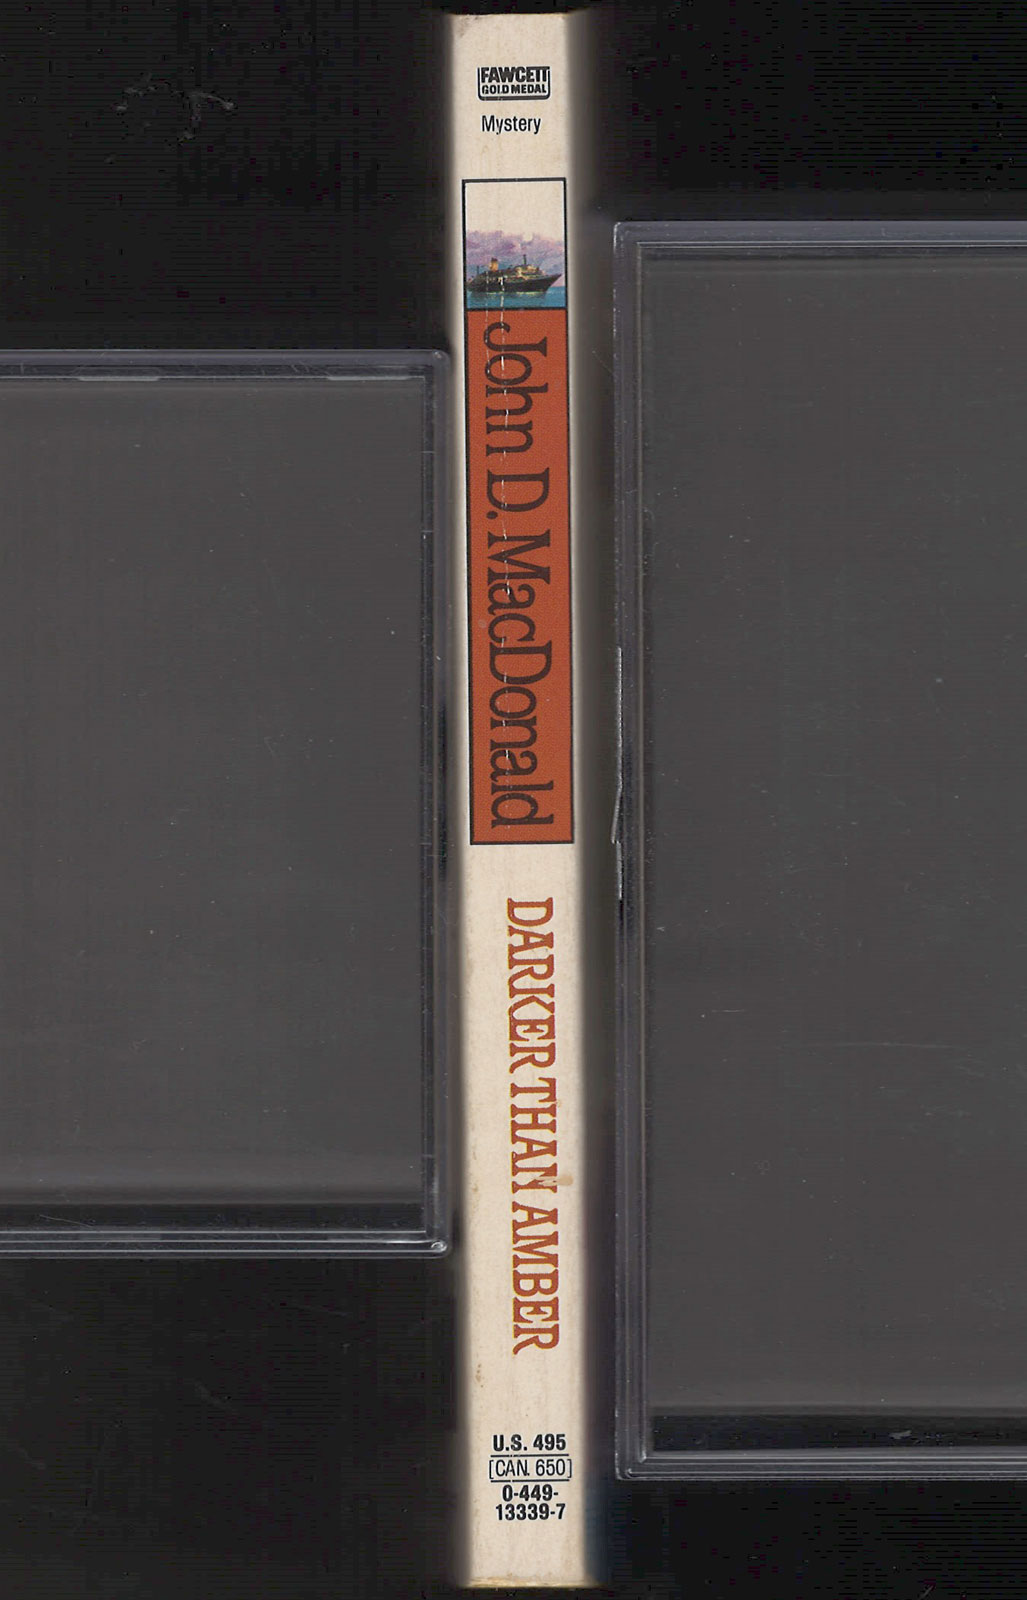 FAWCETT
GOLD MEDAL
Mystery
John D. MacDonald
DARKER THAN AMBER
U.S. 495
[CAN. 650]
0-449-
13339-7